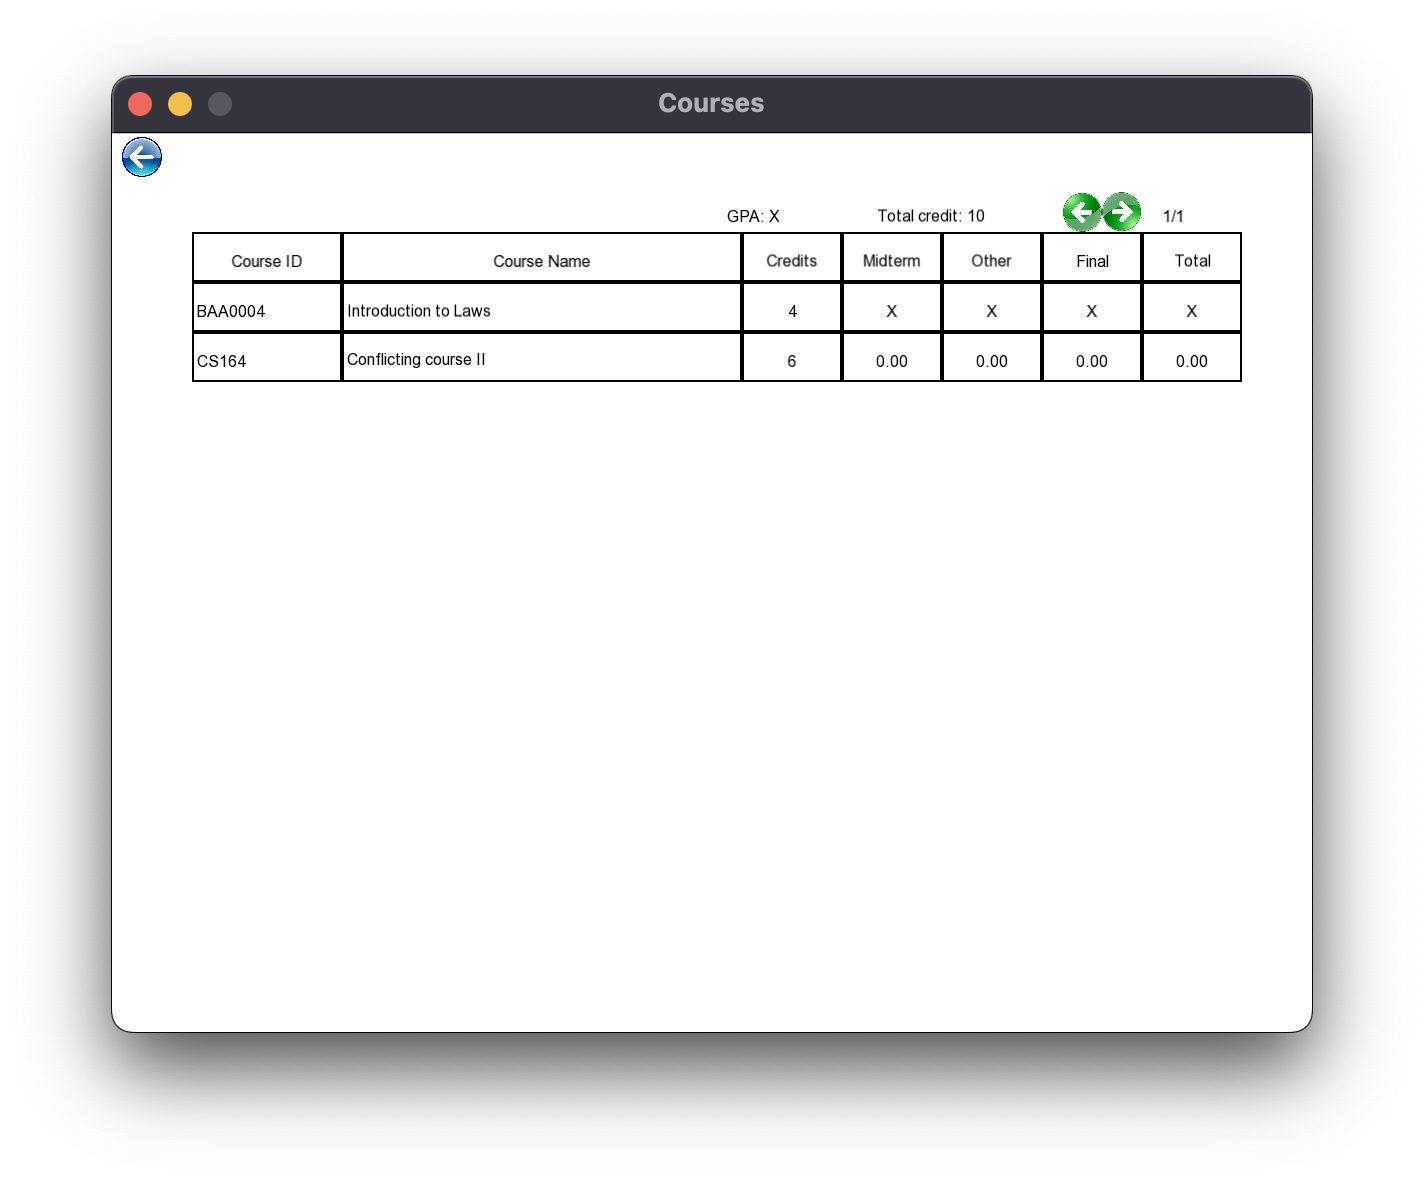 Courses
GPA: X Total credit: 10 1/1
Course ID Course Name Credits Midterm Other Final Total
BAA0004 Introduction to Laws 4 X X X X
CS164 Conflicting course II 6 0.00 0.00 0.00 0.00